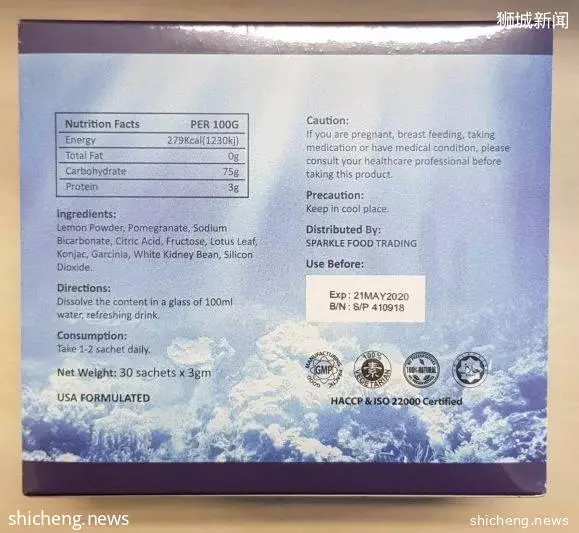 狮城新闻
Nutrition Facts PER 100G
Energy 279Kcal(1230kj)
Total Fat 0g
Carbohydrate 75g
Protein 3g
Ingredients:
Lemon Powder, Pomegranate, Sodium
Bicarbonate, Citric Acid, Fructose, Lotus Leaf,
Konjac, Garcinia, White Kidney Bean, Silicon
Dioxide.
Directions:
Dissolve the content in a glass of 100ml
water, refreshing drink.
Consumption:
Take 1-2 sachet daily.
Net Weight: 30 sachets x 3gm
USA FORMULATED
Caution:
If you are pregnant, breast feeding, taking
medication or have medical condition, please
consult your healthcare professional before
taking this product.
Precaution:
Keep in cool place.
Distributed By:
SPARKLE FOOD TRADING
Use Before:
Exp : 21MAY2020
B/N : S/P 410918
GOOD MANUFACTURING PRACTICE
GMP
100%
素
VEGETARIAN
100% NATURAL
HACCP & ISO 22000 Certified
shicheng.news
shicheng.news